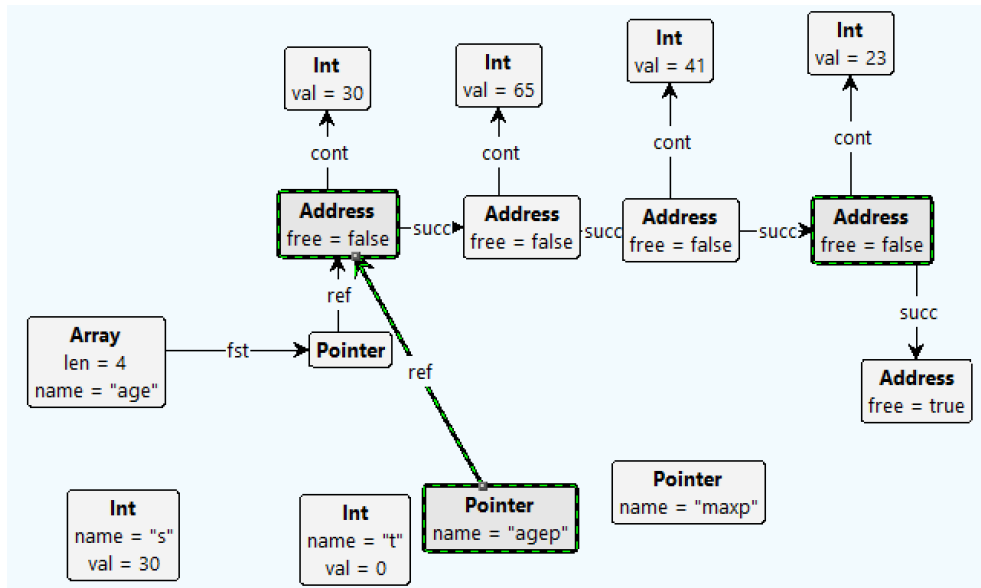 Int
val = 30
Int
val = 65
Int
val = 41
Int
val = 23
cont
cont
cont
cont
Address
free = false
succ
Address
free = false
succ
Address
free = false
succ
Address
free = false
ref
succ
Array
len = 4
name = "age"
fst
Pointer
ref
Address
free = true
Int
name = "s"
val = 30
Int
name = "t"
val = 0
Pointer
name = "agep"
Pointer
name = "maxp"